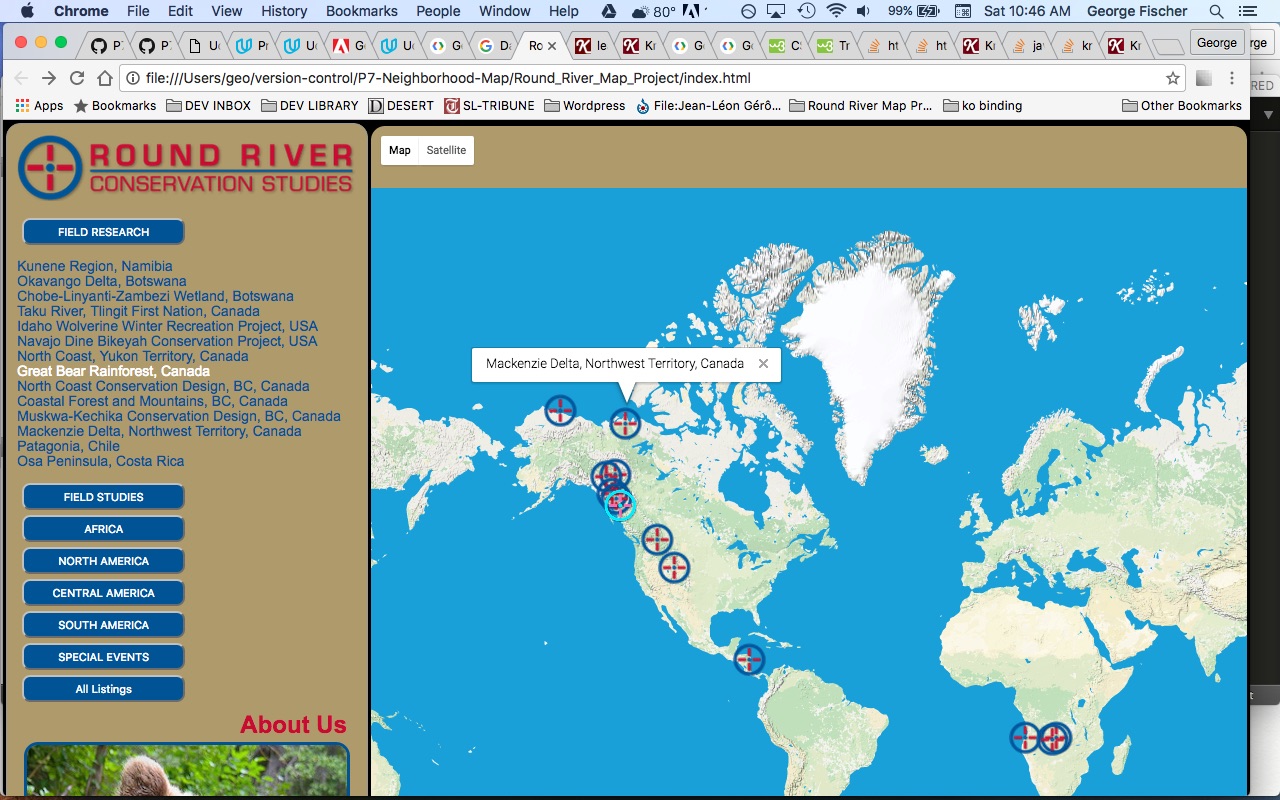 Chrome File Edit View History Bookmarks People Window Help 80° 99% Sat 10:46 AM George Fischer
P7 P7 U Pr U G U G D Ro le Kr G G C Tr ht ht Kr ja kr K George rge
file:///Users/geo/version-control/P7-Neighborhood-Map/Round_River_Map_Project/index.html
RED
Apps Bookmarks DEV INBOX DEV LIBRARY DESERT SL-TRIBUNE Wordpress File:Jean-Léon Gérô... Round River Map Pr... ko binding Other Bookmarks
ROUND RIVER
CONSERVATION STUDIES
Map Satellite
FIELD RESEARCH
Kunene Region, Namibia
Okavango Delta, Botswana
Chobe-Linyanti-Zambezi Wetland, Botswana
Taku River, Tlingit First Nation, Canada
Idaho Wolverine Winter Recreation Project, USA
Navajo Dine Bikeyah Conservation Project, USA
North Coast, Yukon Territory, Canada
Great Bear Rainforest, Canada
North Coast Conservation Design, BC, Canada
Coastal Forest and Mountains, BC, Canada
Muskwa-Kechika Conservation Design, BC, Canada
Mackenzie Delta, Northwest Territory, Canada
Patagonia, Chile
Osa Peninsula, Costa Rica
Mackenzie Delta, Northwest Territory, Canada
FIELD STUDIES
AFRICA
NORTH AMERICA
CENTRAL AMERICA
SOUTH AMERICA
SPECIAL EVENTS
All Listings
About Us